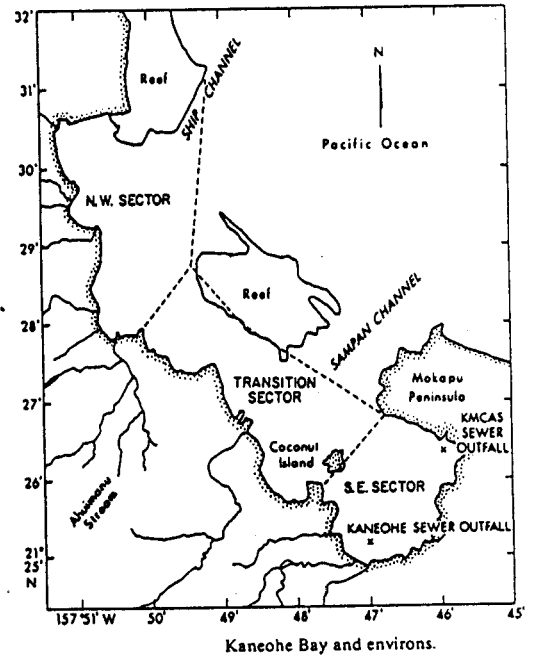 32'
Reef
SHIP CHANNEL
N
31'
Pacific Ocean
30'
N.W. SECTOR
29'
Reef
SAMPAN CHANNEL
28'
TRANSITION
SECTOR
Mokapu
Peninsula
27'
KMCAS
SEWER
OUTFALL
Coconut
Island
26'
S.E. SECTOR
Ahuimanu
Stream
KANEOHE SEWER OUTFALL
21°
25'
N
157°51' W
50'
49'
48'
47'
46'
45'
Kaneohe Bay and environs.